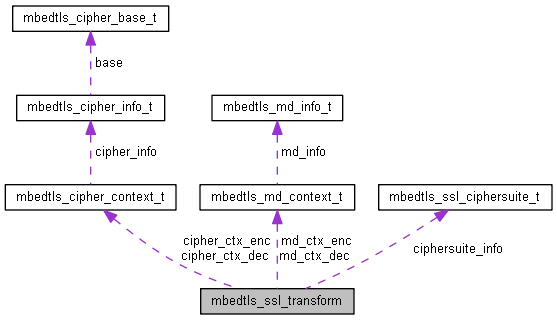 mbedtls_cipher_base_t
base
mbedtls_cipher_info_t
mbedtls_md_info_t
cipher_info
md_info
mbedtls_cipher_context_t
mbedtls_md_context_t
mbedtls_ssl_ciphersuite_t
cipher_ctx_enc
cipher_ctx_dec
md_ctx_enc
md_ctx_dec
ciphersuite_info
mbedtls_ssl_transform